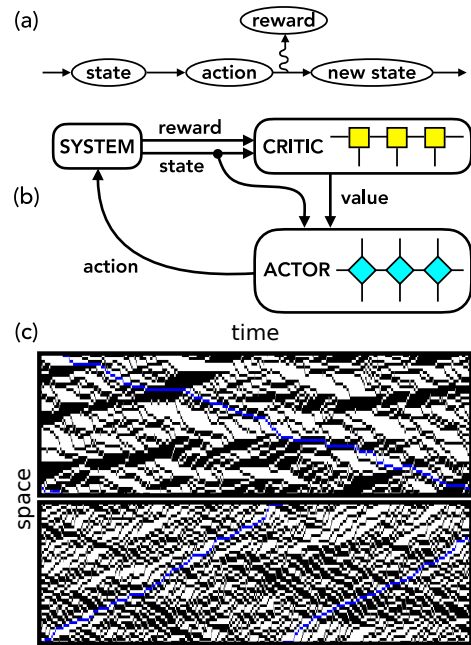 (a)
reward
state
action
new state
reward
SYSTEM
CRITIC
state
(b)
value
action
ACTOR
(c)
time
space